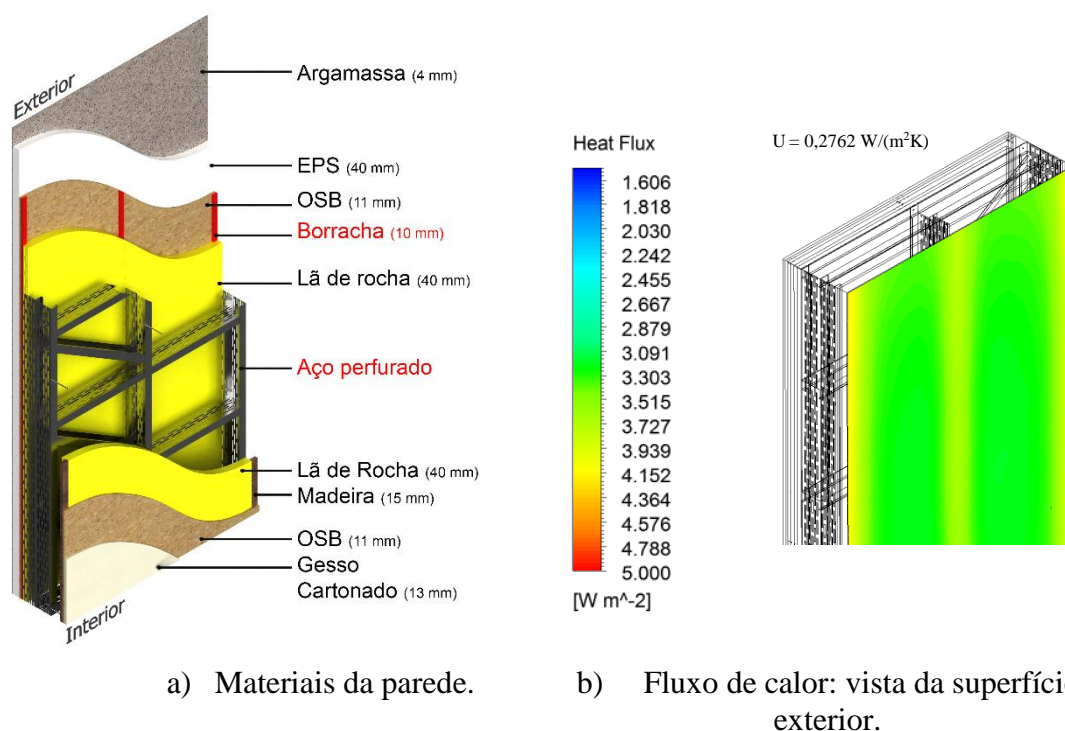 Exterior
Argamassa (4 mm)
EPS (40 mm)
OSB (11 mm)
Borracha (10 mm)
Lã de rocha (40 mm)
Aço perfurado
Lã de Rocha (40 mm)
Madeira (15 mm)
OSB (11 mm)
Gesso
Cartonado (13 mm)
Interior
a) Materiais da parede.
Heat Flux
U = 0,2762 W/(m²K)
1.606
1.818
2.030
2.242
2.455
2.667
2.879
3.091
3.303
3.515
3.727
3.939
4.152
4.364
4.576
4.788
5.000
[W m^-2]
b) Fluxo de calor: vista da superfície
exterior.